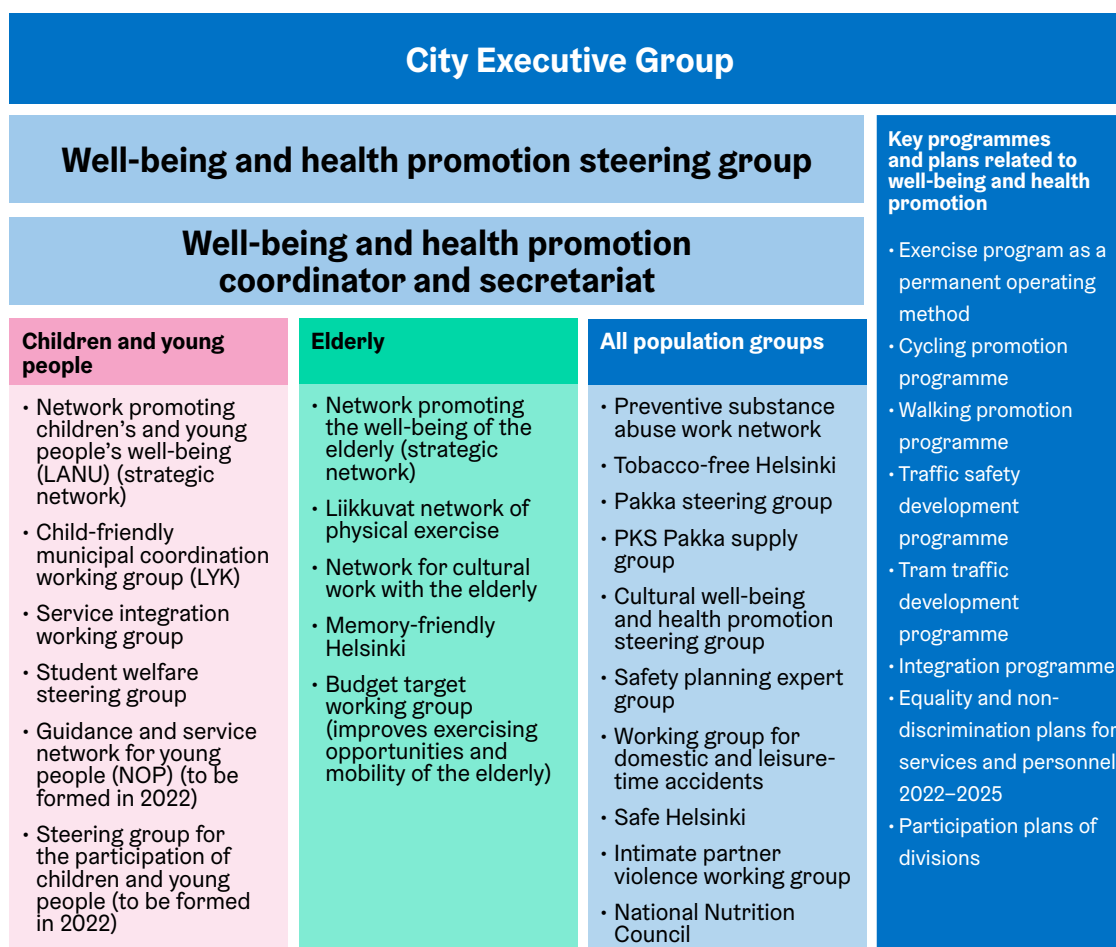 City Executive Group
Well-being and health promotion steering group
Well-being and health promotion
coordinator and secretariat
Children and young
people
• Network promoting
children's and young
people's well-being
(LANU) (strategic
network)
• Child-friendly
municipal coordination
working group (LYK)
• Service integration
working group
• Student welfare
steering group
• Guidance and service
network for young
people (NOP) (to be
formed in 2022)
• Steering group for
the participation of
children and young
people (to be formed
in 2022)
Elderly
• Network promoting
the well-being of the
elderly (strategic
network)
• Liikkuvat network of
physical exercise
• Network for cultural
work with the elderly
• Memory-friendly
Helsinki
• Budget target
working group
(improves exercising
opportunities and
mobility of the elderly)
All population groups
• Preventive substance
abuse work network
• Tobacco-free Helsinki
• Pakka steering group
• PKS Pakka supply
group
• Cultural well-being
and health promotion
steering group
• Safety planning expert
group
• Working group for
domestic and leisure-
time accidents
• Safe Helsinki
• Intimate partner
violence working group
• National Nutrition
Council
Key programmes
and plans related to
well-being and health
promotion
• Exercise program as a
permanent operating
method
• Cycling promotion
programme
• Walking promotion
programme
• Traffic safety
development
programme
• Tram traffic
development
programme
• Integration programme
• Equality and non-
discrimination plans for
services and personnel
2022–2025
• Participation plans of
divisions